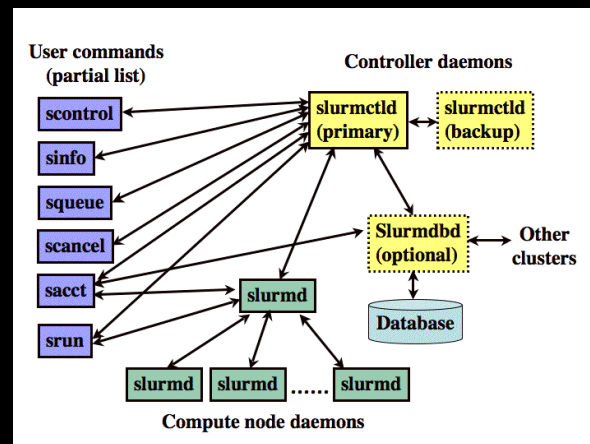 User commands
(partial list)
Controller daemons
scontrol
sinfo
squeue
scancel
sacct
srun
slurmctld
(primary)
slurmctld
(backup)
Slurmdbd
(optional)
Other
clusters
Database
slurmd
slurmd
slurmd
......
slurmd
Compute node daemons